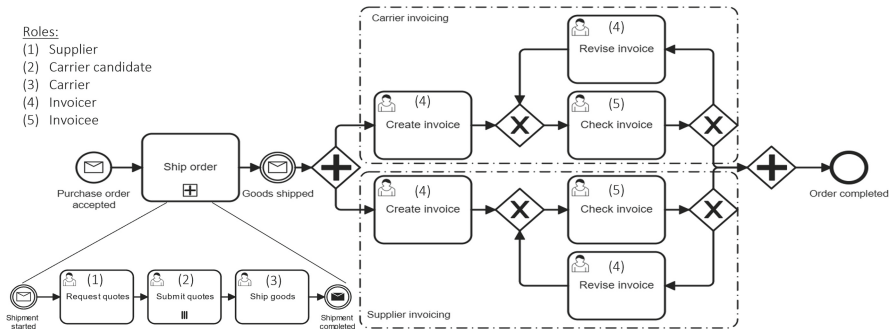 Roles:
(1) Supplier
(2) Carrier candidate
(3) Carrier
(4) Invoicer
(5) Invoicee
Carrier invoicing
(4)
Revise invoice
(4)
Create invoice
(5)
Check invoice
Ship order
Purchase order
accepted
Goods shipped
Order completed
(4)
Create invoice
(5)
Check invoice
(4)
Revise invoice
Supplier invoicing
(1)
Request quotes
(2)
Submit quotes
(3)
Ship goods
Shipment
started
Shipment
completed